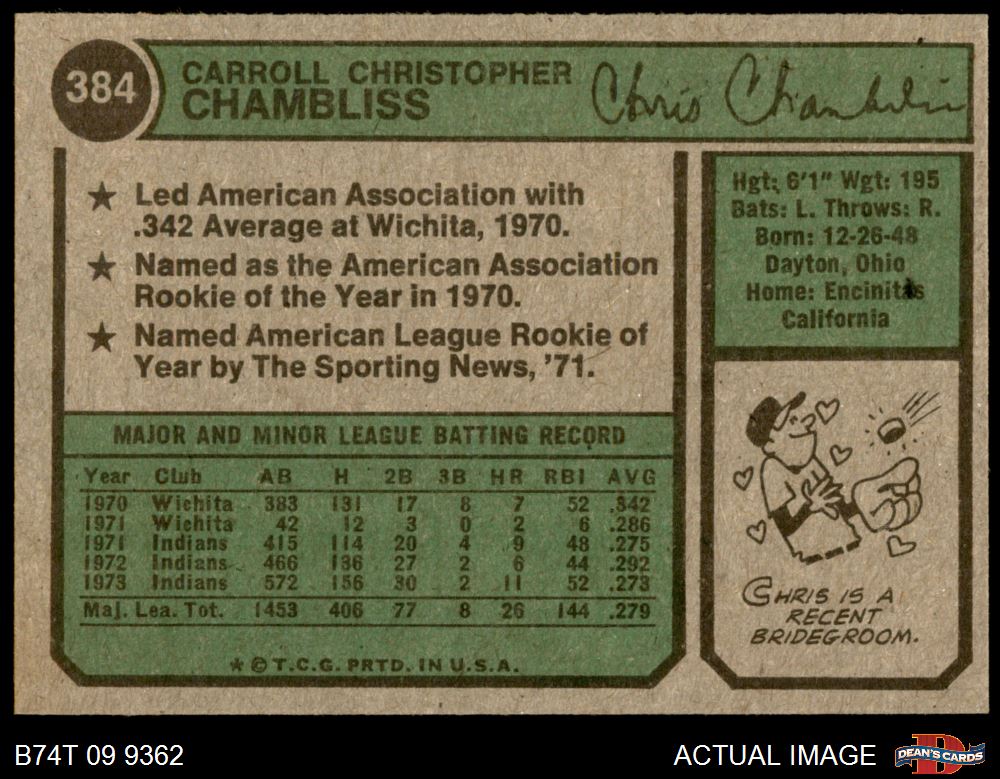 384
CARROLL CHRISTOPHER
CHAMBLISS
Chris Chambliss
★ Led American Association with
.342 Average at Wichita, 1970.
★ Named as the American Association
Rookie of the Year in 1970.
★ Named American League Rookie of
Year by The Sporting News, '71.
Hgt: 6'1" Wgt: 195
Bats: L. Throws: R.
Born: 12-26-48
Dayton, Ohio
Home: Encinitas
California
MAJOR AND MINOR LEAGUE BATTING RECORD
Year Club AB H 2B 3B HR RBI AVG
1970 Wichita 383 131 17 8 7 52 .342
1971 Wichita 42 12 3 0 2 6 .286
1971 Indians 415 114 20 4 9 48 .275
1972 Indians 466 136 27 2 6 44 .292
1973 Indians 572 156 30 2 11 52 .273
Maj. Lea. Tot. 1453 406 77 8 26 144 .279
★ © T.C.G. PRTD. IN U.S.A.
CHRIS IS A
RECENT
BRIDEGROOM.
B74T 09 9362
ACTUAL IMAGE
DEAN'S CARDS